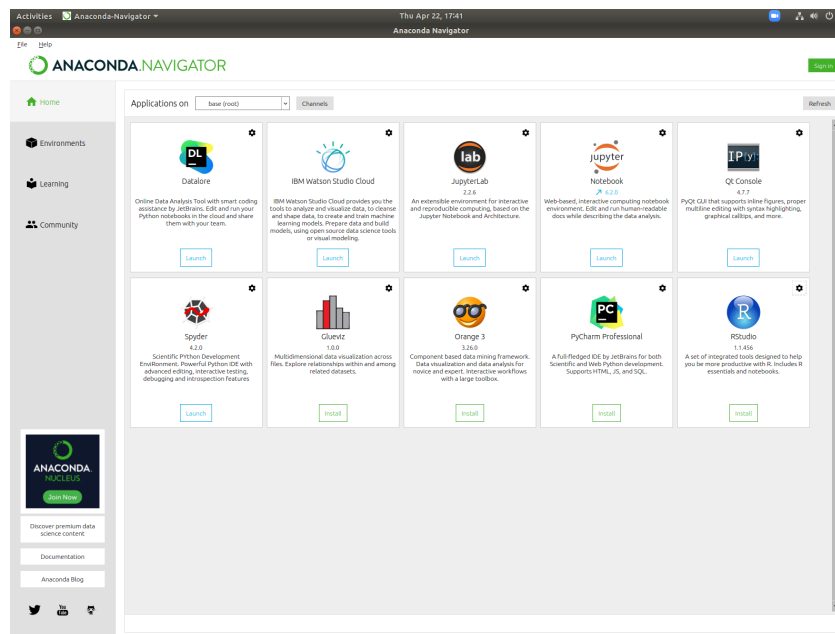 Activities Anaconda-Navigator Thu Apr 22, 17:41
Anaconda Navigator
File Help
ANACONDA.NAVIGATOR
Sign in
Home
Environments
Learning
Community
Applications on base (root) Channels Refresh
DL
Datalore
Online Data Analysis Tool with smart coding
assistance by JetBrains. Edit and run your
Python notebooks in the cloud and share
them with your team.
Launch
IBM Watson Studio Cloud
IBM Watson Studio Cloud provides you the
tools to analyze and visualize data, to cleanse
and shape data, to create and train machine
learning models. Prepare data and build
models, using open source data science tools
or visual modeling.
Launch
lab
JupyterLab
2.2.6
An extensible environment for interactive
and reproducible computing, based on the
Jupyter Notebook and Architecture.
Launch
jupyter
Notebook
6.2.0
Web-based, interactive computing notebook
environment. Edit and run human-readable
docs while describing the data analysis.
Launch
IP[y]:
Qt Console
4.7.7
PyQt GUI that supports inline figures, proper
multiline editing with syntax highlighting,
graphical calltips, and more.
Launch
Spyder
4.2.0
Scientific PYthon Development
EnviRonment. Powerful Python IDE with
advanced editing, interactive testing,
debugging and introspection features
Launch
Glueviz
1.0.0
Multidimensional data visualization across
files. Explore relationships within and among
related datasets.
Install
Orange 3
3.26.0
Component based data mining framework.
Data visualization and data analysis for
novice and expert. Interactive workflows
with a large toolbox.
Install
PC
PyCharm Professional
A full-fledged IDE by JetBrains for both
Scientific and Web Python development.
Supports HTML, JS, and SQL.
Install
R
RStudio
1.1.456
A set of integrated tools designed to help
you be more productive with R. Includes R
essentials and notebooks.
Install
ANACONDA.
NUCLEUS
Join Now
Discover premium data
science content
Documentation
Anaconda Blog
You
Tube